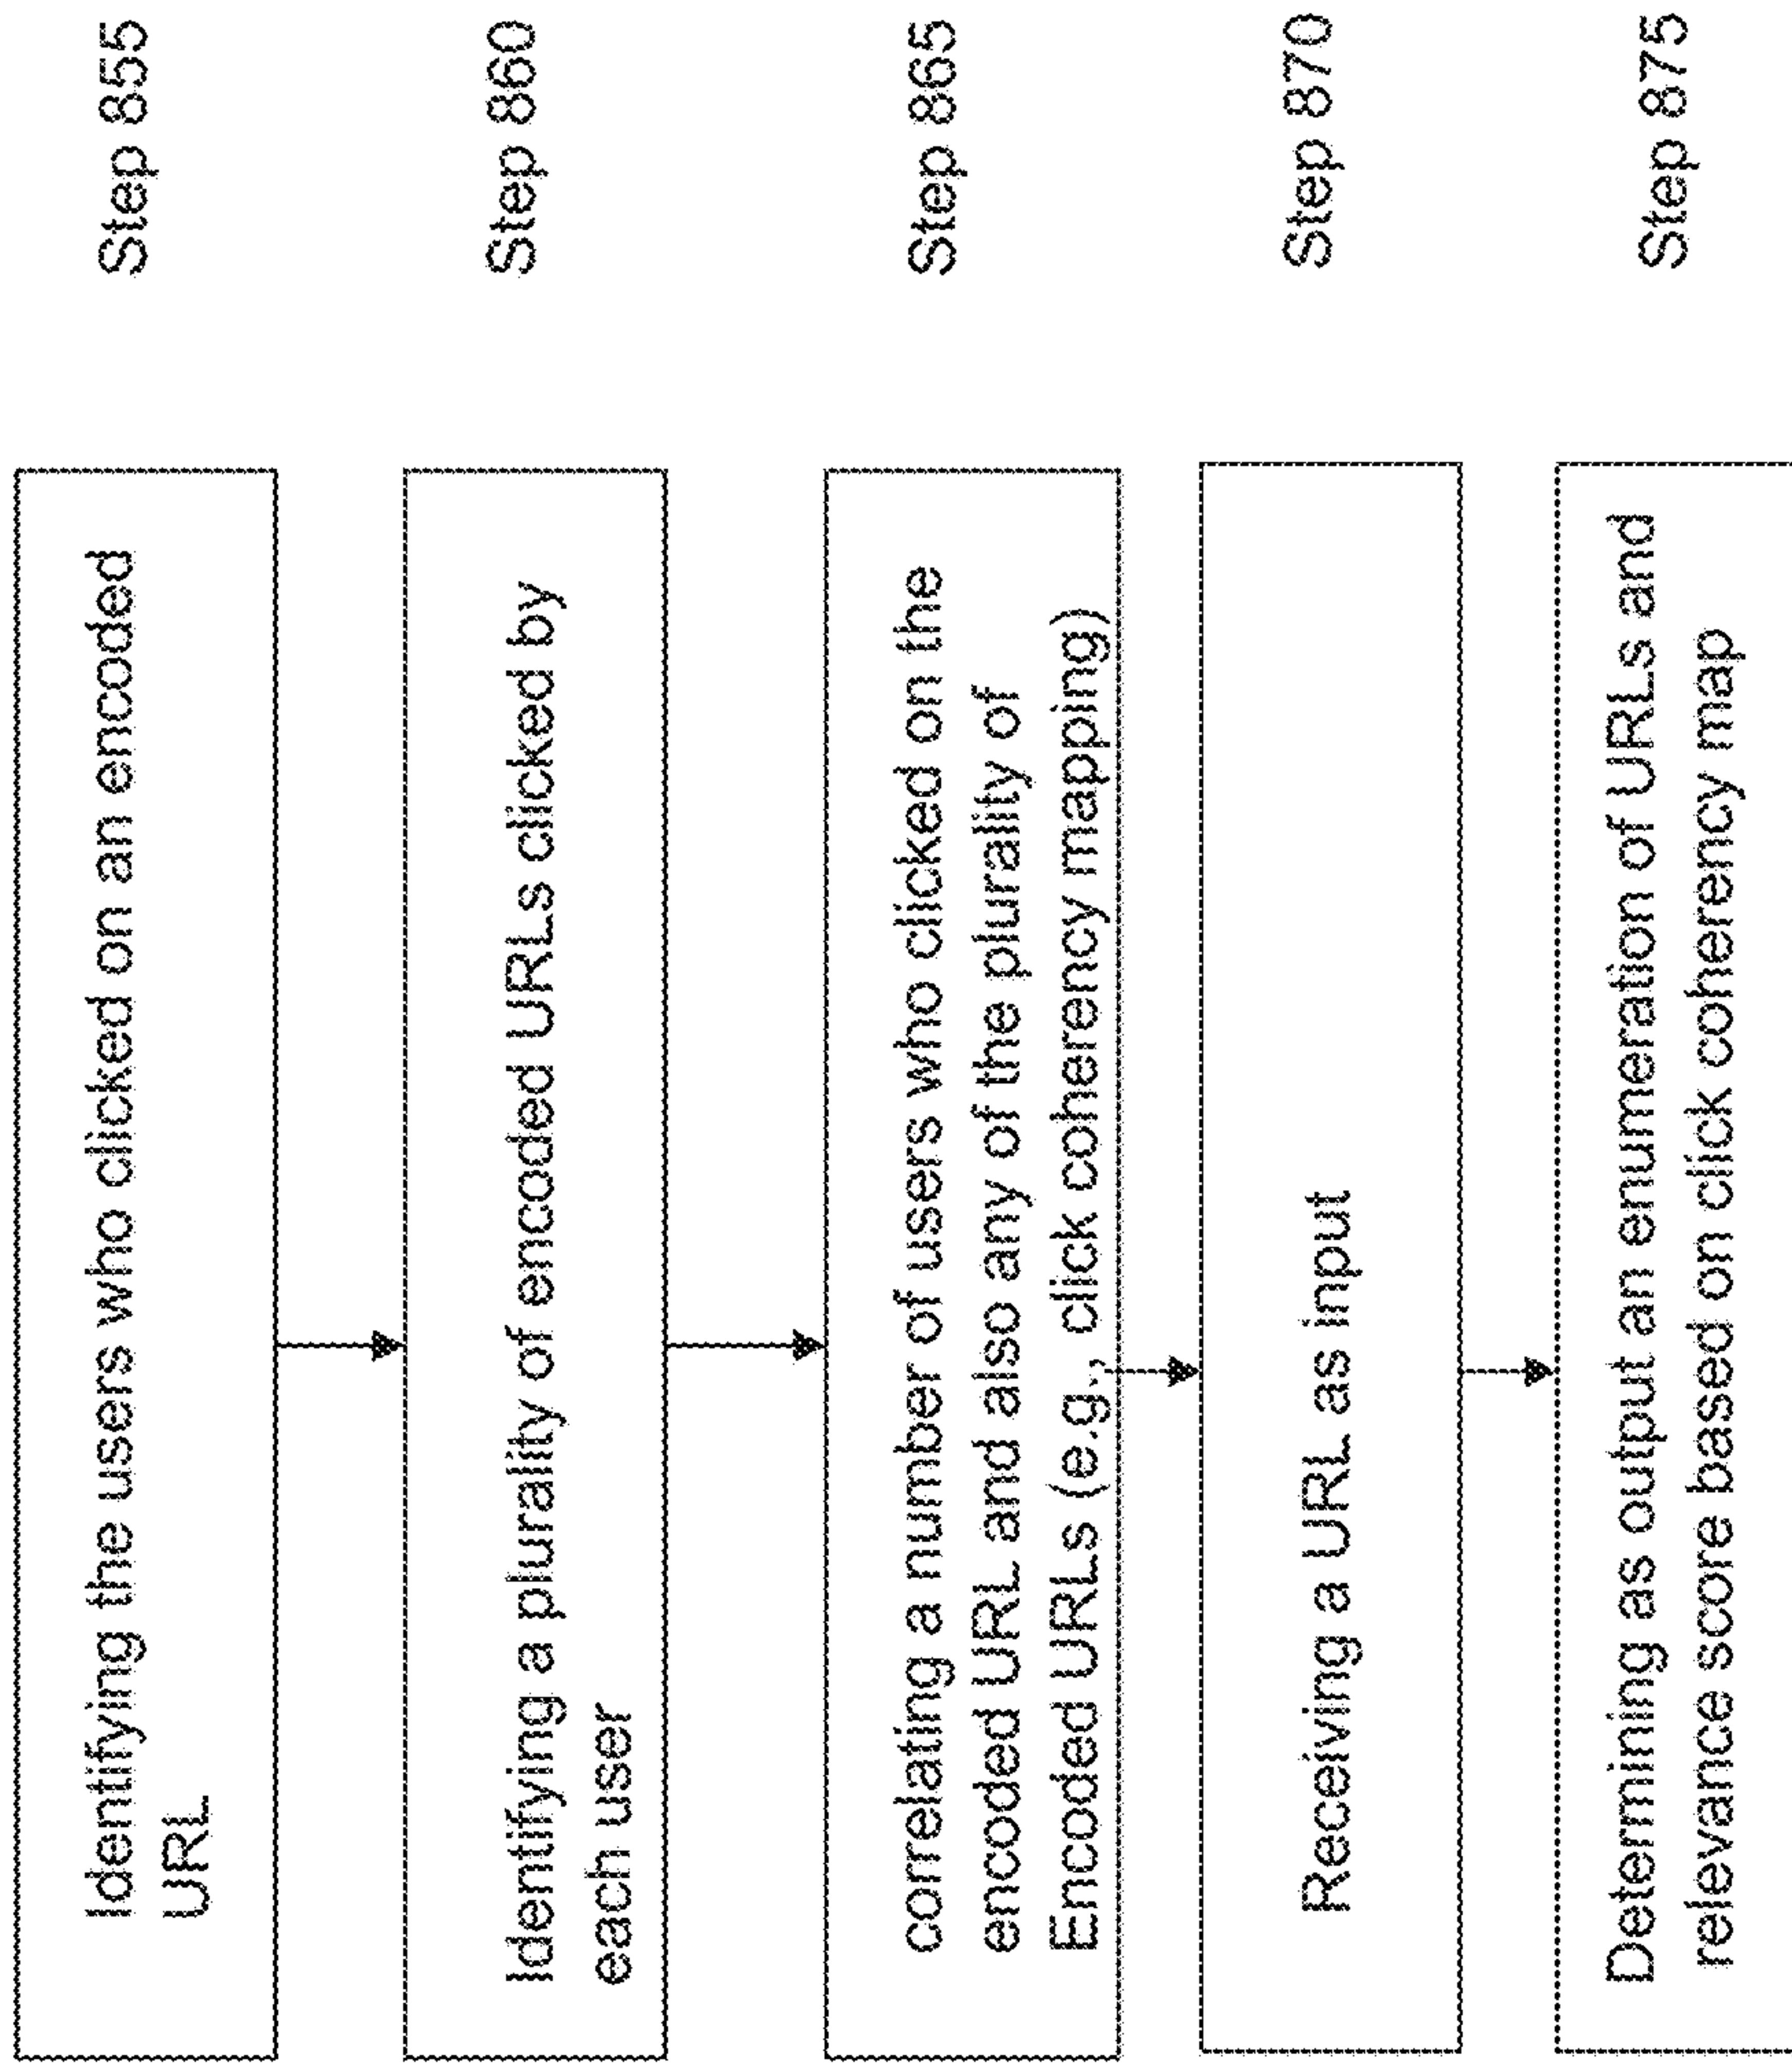 Identifying the users who clicked on an encoded
URL
Step 855
Identifying a plurality of encoded URLs clicked by
each user
Step 860
correlating a number of users who clicked on the
encoded URL and also any of the plurality of
Encoded URLs (e.g., click coherency mapping)
Step 865
Receiving a URL as input
Step 870
Determining as output an enumeration of URLs and
relevance score based on click coherency map
Step 875